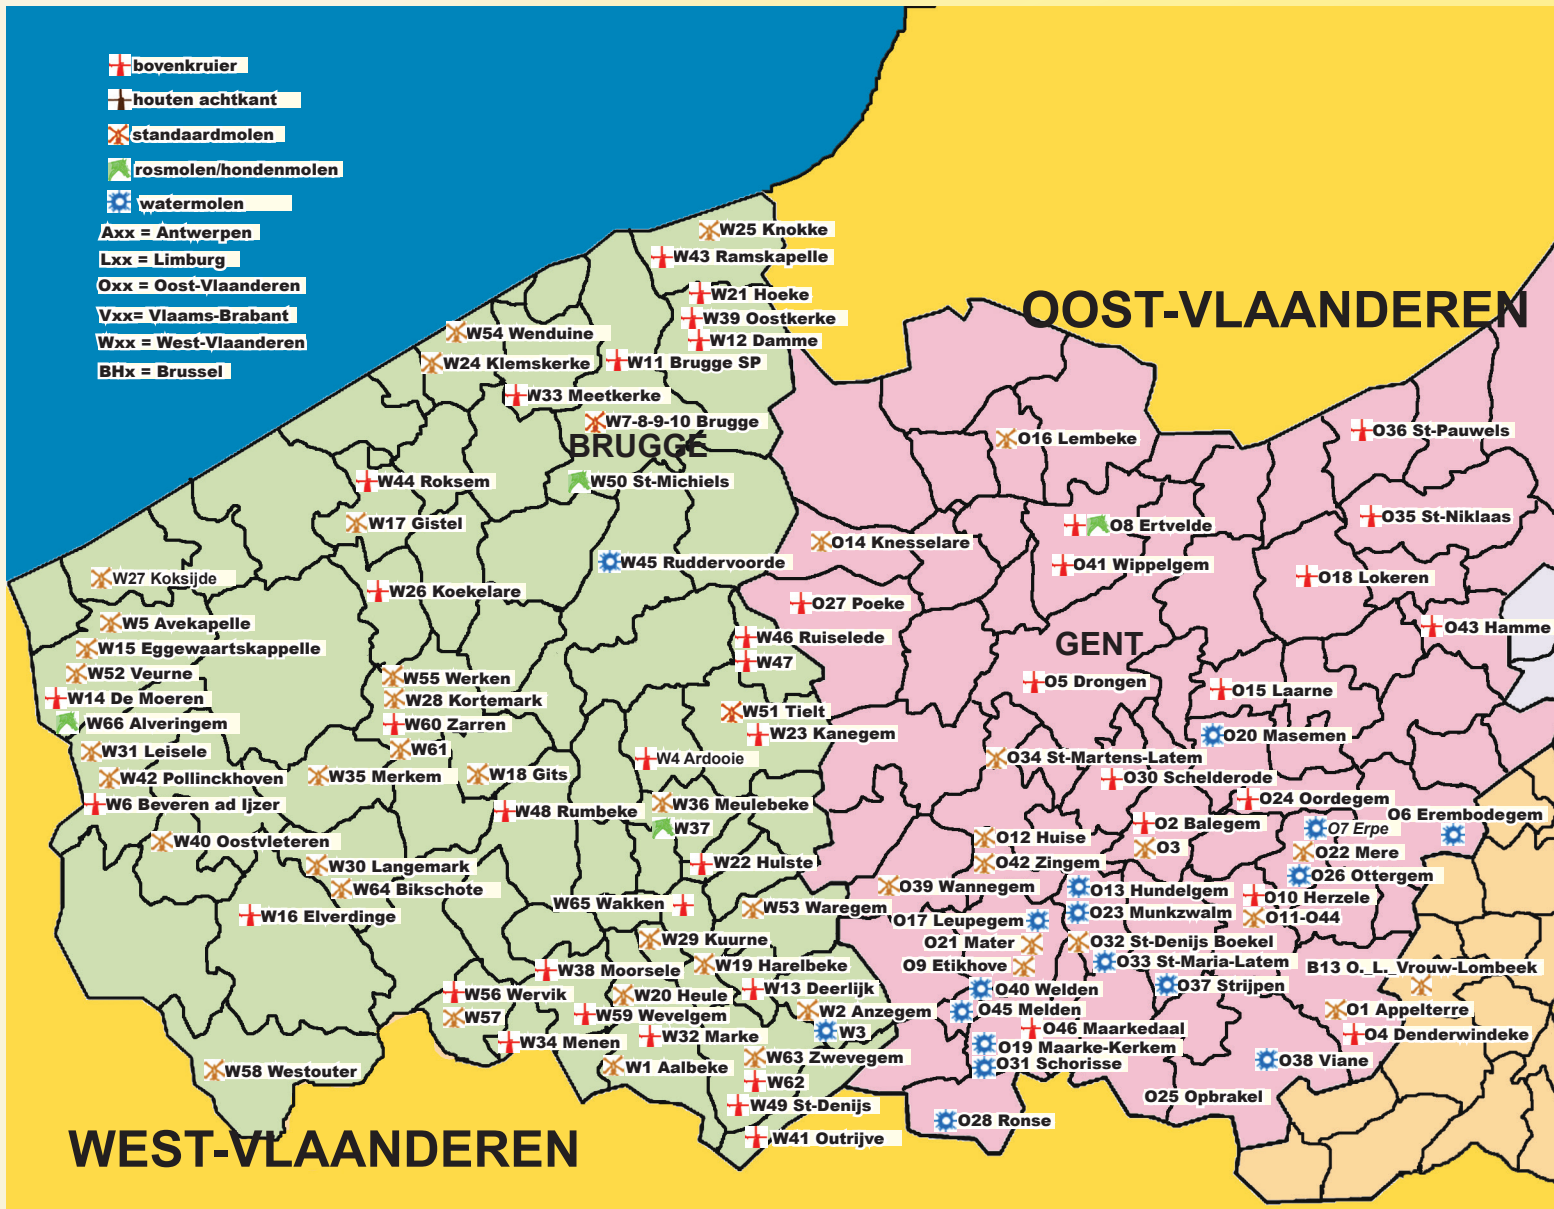 bovenkruier
houten achtkant
standaardmolen
rosmolen/hondenmolen
watermolen
Axx = Antwerpen
Lxx = Limburg
Oxx = Oost-Vlaanderen
Vxx= Vlaams-Brabant
Wxx = West-Vlaanderen
BHx = Brussel
W25 Knokke
W43 Ramskapelle
W21 Hoeke
W39 Oostkerke
W12 Damme
W54 Wenduine
W24 Klemskerke
W11 Brugge SP
W33 Meetkerke
W7-8-9-10 Brugge
BRUGGE
W44 Roksem
W50 St-Michiels
W17 Gistel
W45 Ruddervoorde
W27 Koksijde
W26 Koekelare
W5 Avekapelle
W15 Eggewaartskappelle
W46 Ruiselede
W47
W52 Veurne
W55 Werken
W14 De Moeren
W28 Kortemark
W51 Tielt
W66 Alveringem
W60 Zarren
W23 Kanegem
W31 Leisele
W61
W4 Ardooie
W42 Pollinckhoven
W35 Merkem
W18 Gits
W6 Beveren ad Ijzer
W48 Rumbeke
W36 Meulebeke
W37
W40 Oostvleteren
W30 Langemark
W22 Hulste
W64 Bikschote
W65 Wakken
W53 Waregem
W16 Elverdinge
W29 Kuurne
W38 Moorsele
W19 Harelbeke
W56 Wervik
W20 Heule
W13 Deerlijk
W57
W59 Wevelgem
W2 Anzegem
W34 Menen
W32 Marke
W3
W58 Westouter
W1 Aalbeke
W63 Zwevegem
W62
W49 St-Denijs
W41 Outrijve
WEST-VLAANDEREN
OOST-VLAANDEREN
O16 Lembeke
O36 St-Pauwels
O14 Knesselare
O8 Ertvelde
O35 St-Niklaas
O41 Wippelgem
O18 Lokeren
O27 Poeke
O43 Hamme
GENT
O5 Drongen
O15 Laarne
O20 Masemen
O34 St-Martens-Latem
O30 Schelderode
O24 Oordegem
O6 Erembodegem
O12 Huise
O2 Balegem
O7 Erpe
O3
O22 Mere
O42 Zingem
O26 Ottergem
O39 Wannegem
O13 Hundelgem
O10 Herzele
O17 Leupegem
O23 Munkzwalm
O11-O44
O21 Mater
O32 St-Denijs Boekel
O9 Etikhove
O33 St-Maria-Latem
B13 O._L._Vrouw-Lombeek
O40 Welden
O37 Strijpen
O45 Melden
O1 Appelterre
O46 Maarkedaal
O4 Denderwindeke
O19 Maarke-Kerkem
O31 Schorisse
O38 Viane
O25 Opbrakel
O28 Ronse